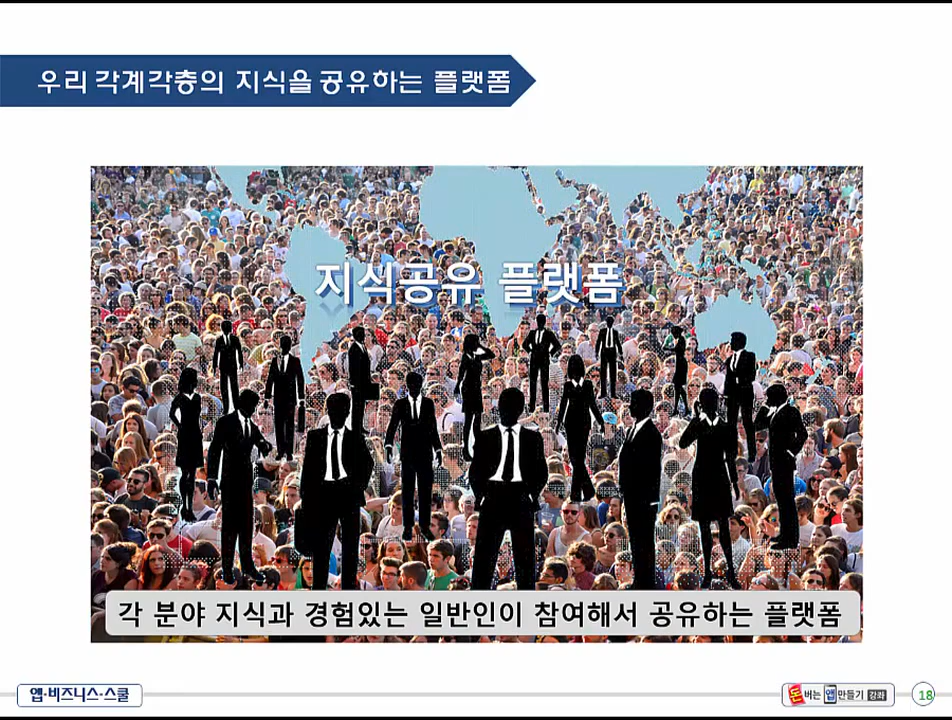 우리 각계각층의 지식을 공유하는 플랫폼
지식공유 플랫폼
각 분야 지식과 경험있는 일반인이 참여해서 공유하는 플랫폼
앱·비즈니스·스쿨
돈버는 앱만들기 강좌
18